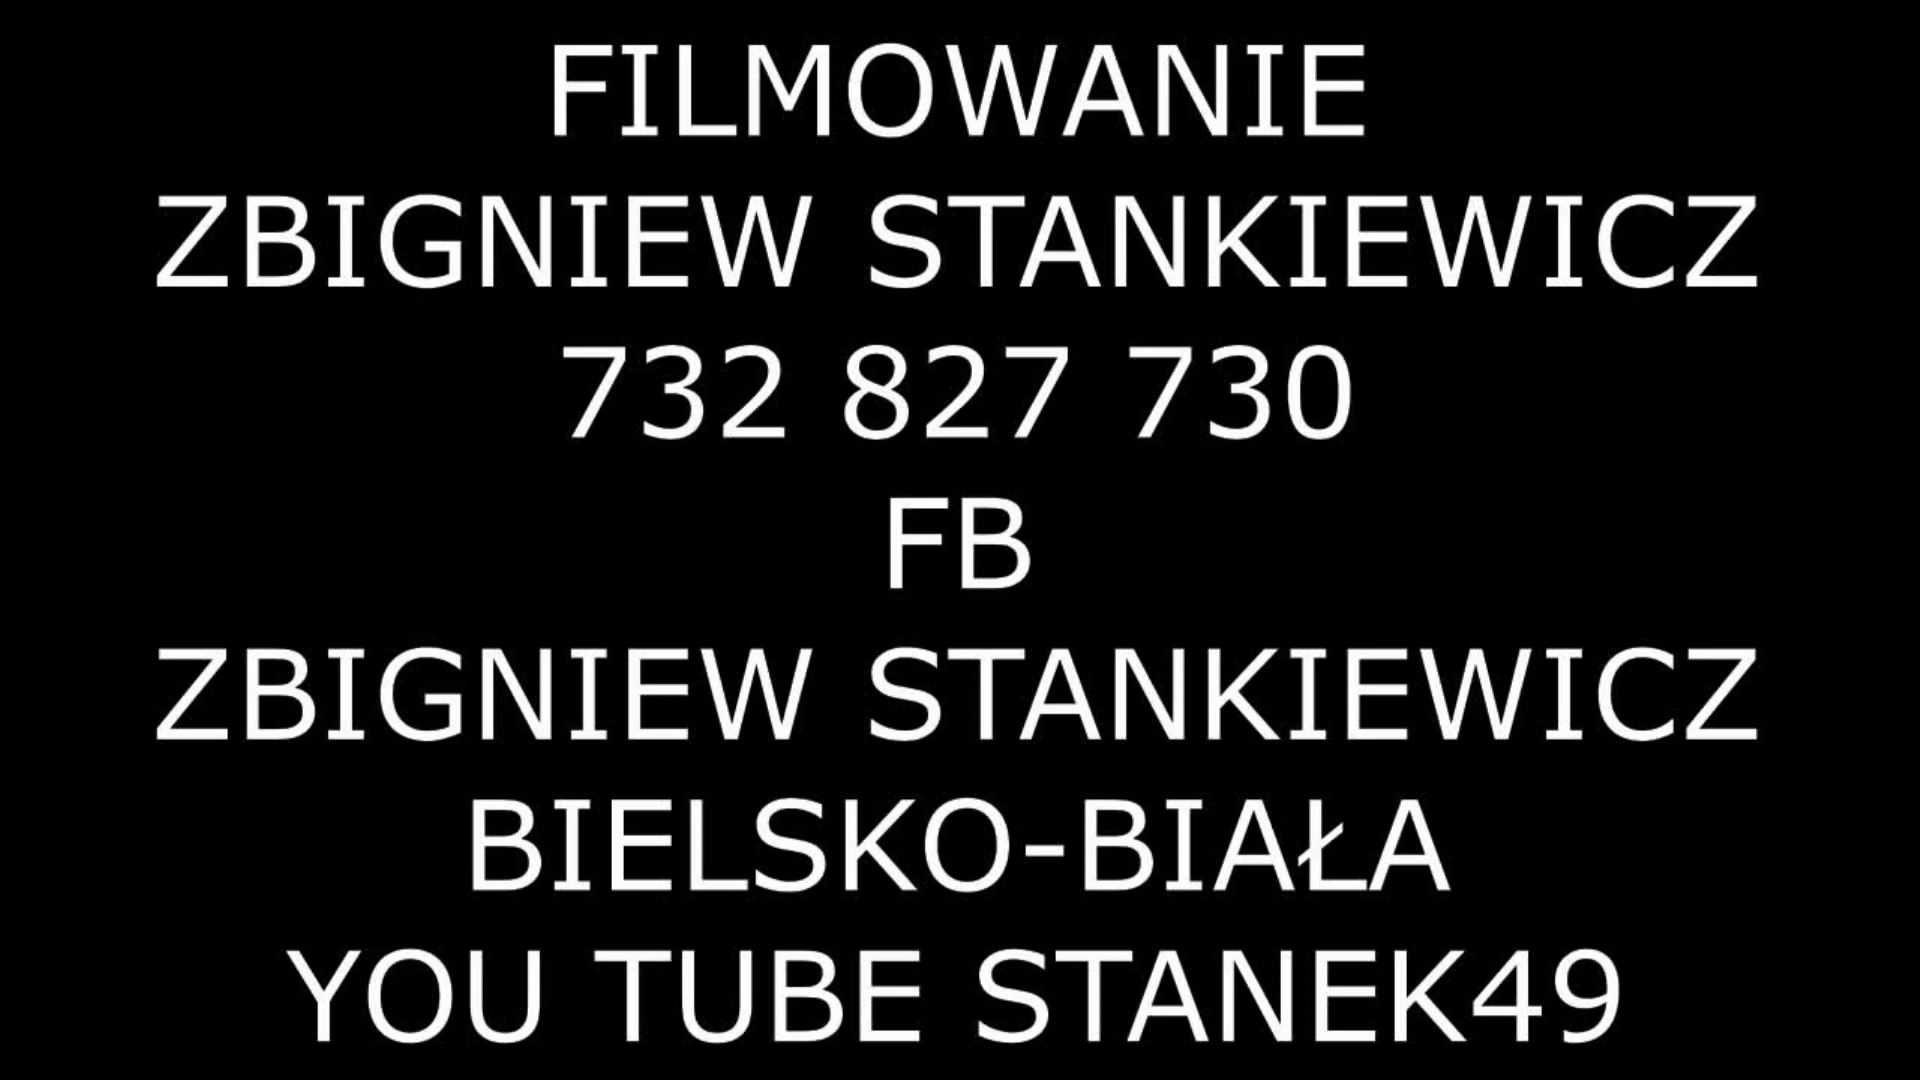 FILMOWANIE
ZBIGNIEW STANKIEWICZ
732 827 730
FB
ZBIGNIEW STANKIEWICZ
BIELSKO-BIAŁA
YOU TUBE STANEK49